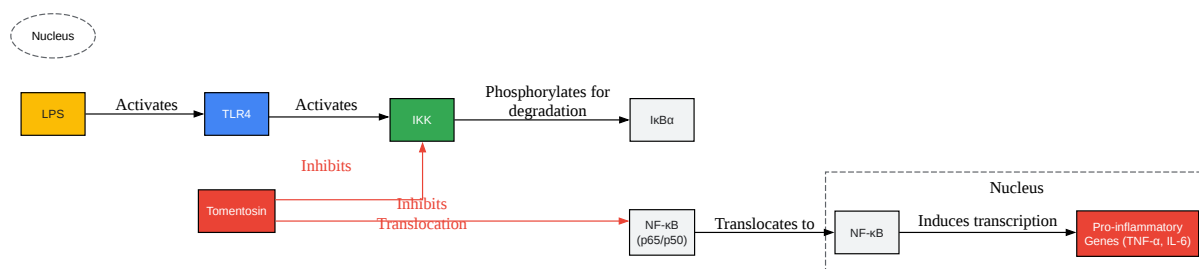 Nucleus
LPS
Activates
TLR4
Activates
IKK
Phosphorylates for
degradation
IκBα
Inhibits
Tomentosin
Inhibits
Translocation
NF-κB
(p65/p50)
Translocates to
Nucleus
NF-κB
Induces transcription
Pro-inflammatory
Genes (TNF-α, IL-6)